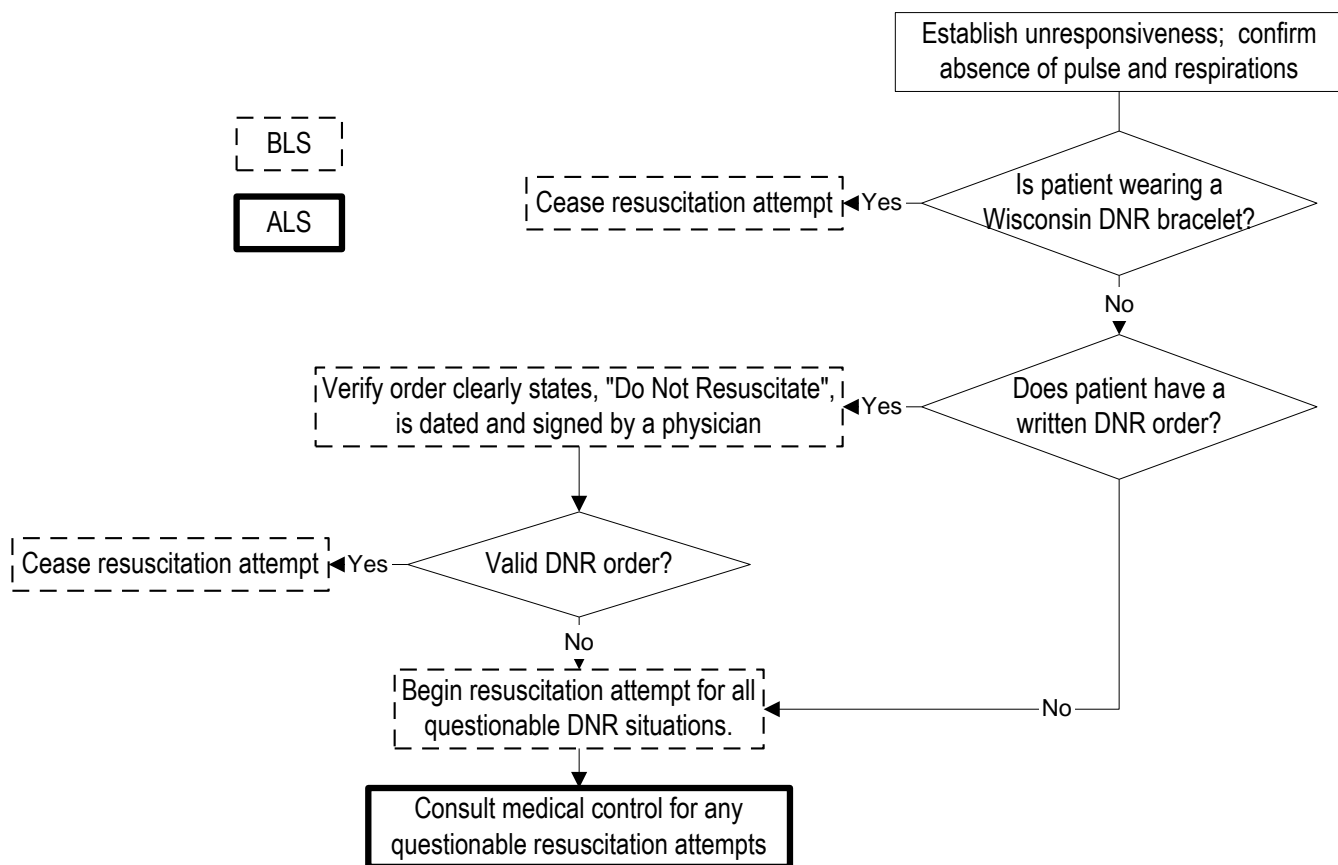 Establish unresponsiveness;  confirm
absence of pulse and respirations
BLS
ALS
Is patient wearing a
Wisconsin DNR bracelet?
Yes
Cease resuscitation attempt
No
Does patient have a
written DNR order?
Yes
Verify order clearly states, "Do Not Resuscitate",
is dated and signed by a physician
Valid DNR order?
Yes
Cease resuscitation attempt
No
Begin resuscitation attempt for all
questionable DNR situations.
No
Consult medical control for any
questionable resuscitation attempts